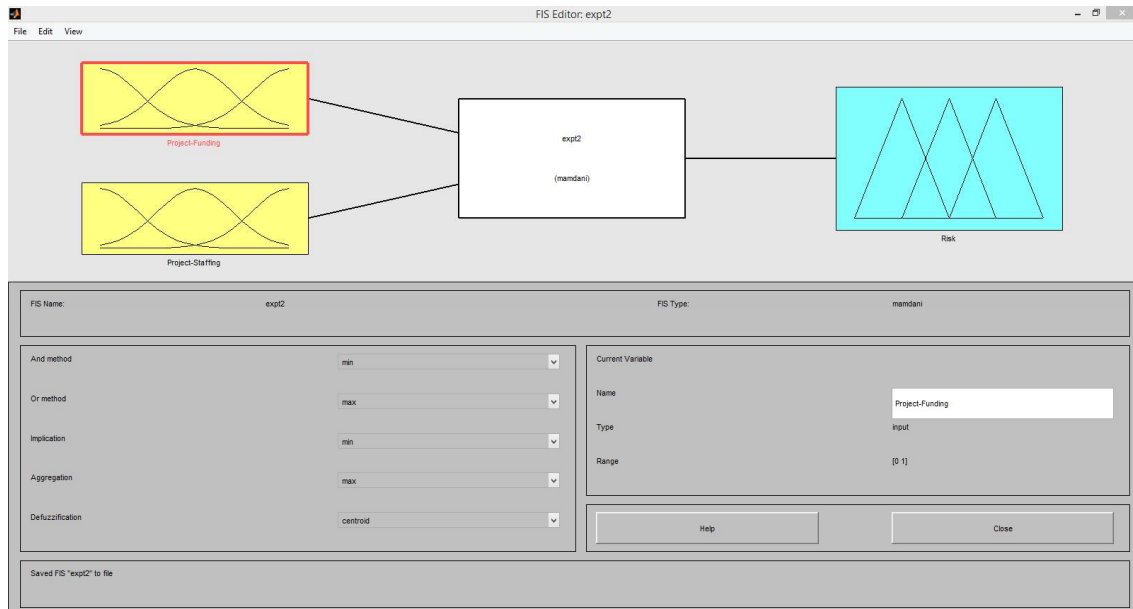 FIS Editor: expt2
File Edit View
Project-Funding
Project-Staffing
expt2
(mamdani)
Risk
FIS Name: expt2 FIS Type: mamdani
And method min
Or method max
Implication min
Aggregation max
Defuzzification centroid
Current Variable
Name Project-Funding
Type input
Range [0 1]
Help Close
Saved FIS "expt2" to file